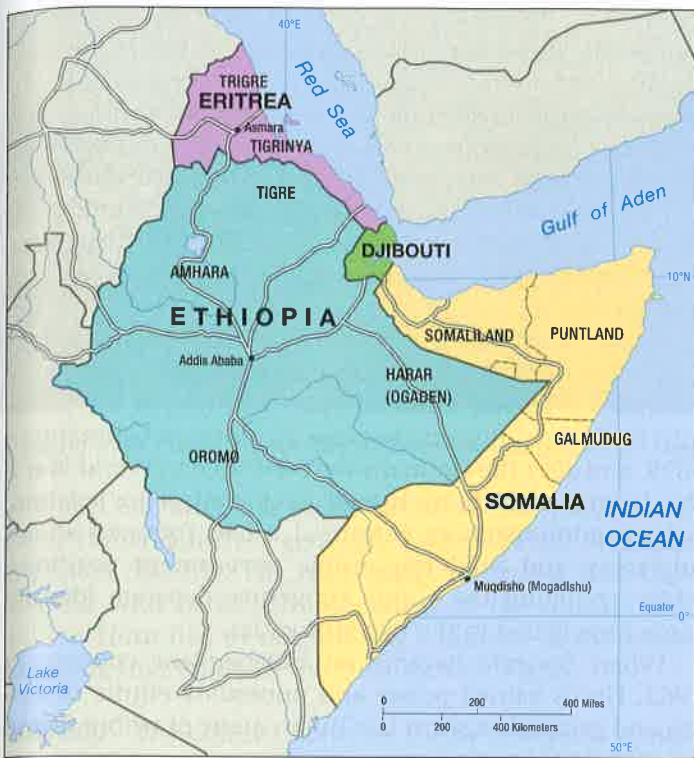 40°E
Red Sea
TRIGRE
ERITREA
Asmara
TIGRINYA
TIGRE
Gulf of Aden
DJIBOUTI
10°N
AMHARA
ETHIOPIA
SOMALILAND
PUNTLAND
Addis Ababa
HARAR
(OGADEN)
GALMUDUG
OROMO
SOMALIA
INDIAN
OCEAN
Muqdisho (Mogadishu)
Equator
0°
Lake
Victoria
0 200 400 Miles
0 200 400 Kilometers
50°E